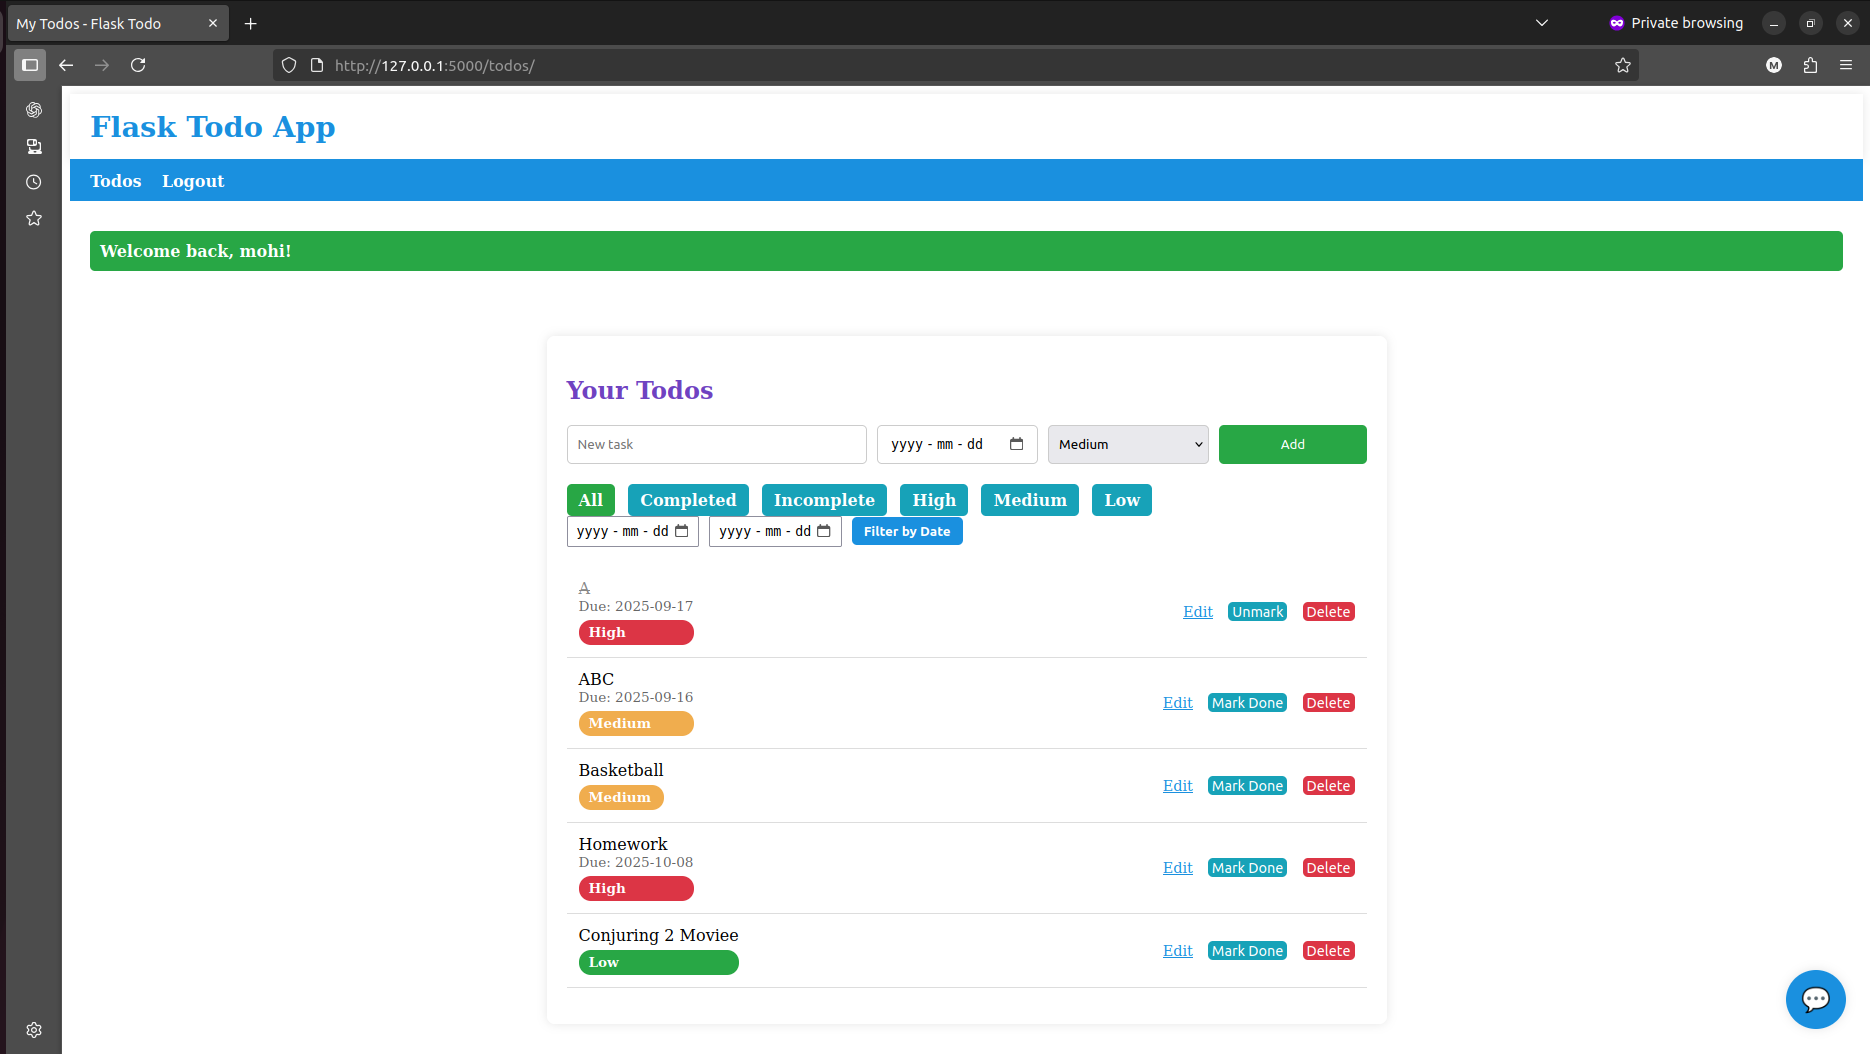 My Todos - Flask Todo
Private browsing
http://127.0.0.1:5000/todos/
M
Flask Todo App
Todos Logout
Welcome back, mohi!
Your Todos
New task yyyy - mm - dd Medium Add
All Completed Incomplete High Medium Low
yyyy - mm - dd yyyy - mm - dd Filter by Date
A
Due: 2025-09-17
High
Edit Unmark Delete
ABC
Due: 2025-09-16
Medium
Edit Mark Done Delete
Basketball
Medium
Edit Mark Done Delete
Homework
Due: 2025-10-08
High
Edit Mark Done Delete
Conjuring 2 Moviee
Low
Edit Mark Done Delete